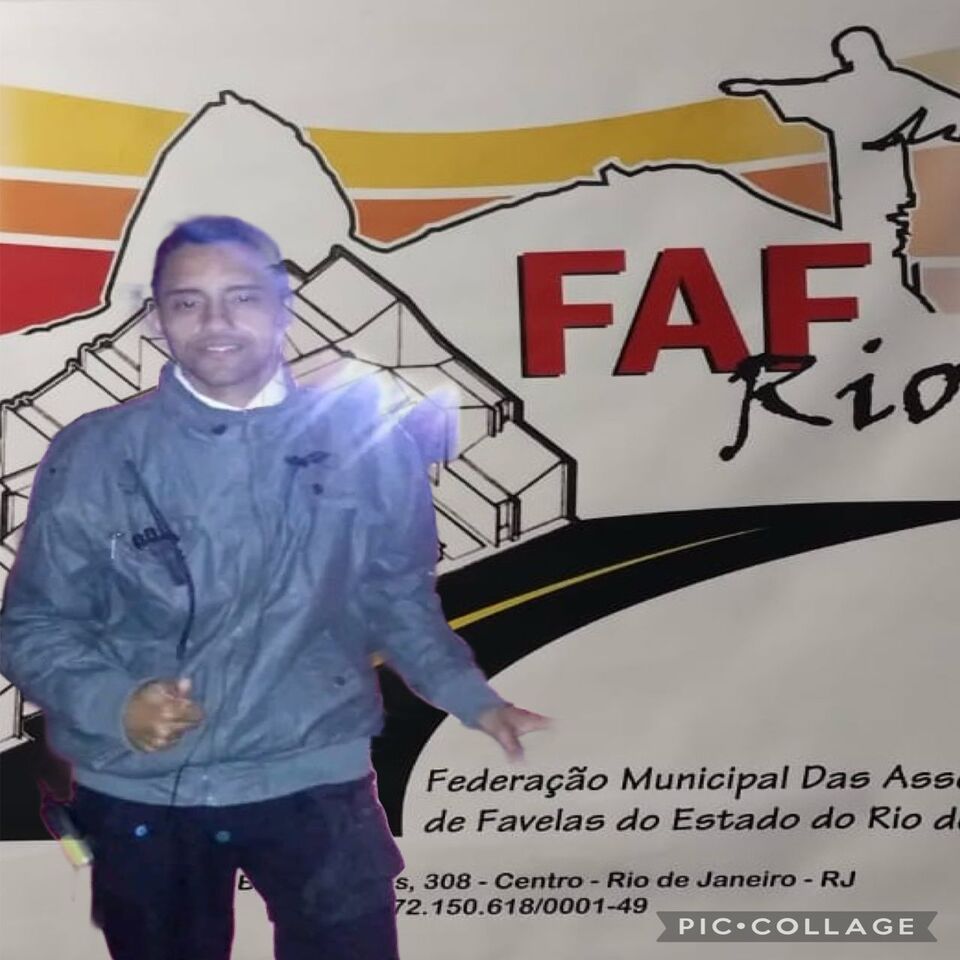 FAF
Rio
Federação Municipal Das
de Favelas do Estado do Rio
s, 308 - Centro - Rio de Janeiro - RJ
72.150.618/0001-49
PIC•COLLAGE